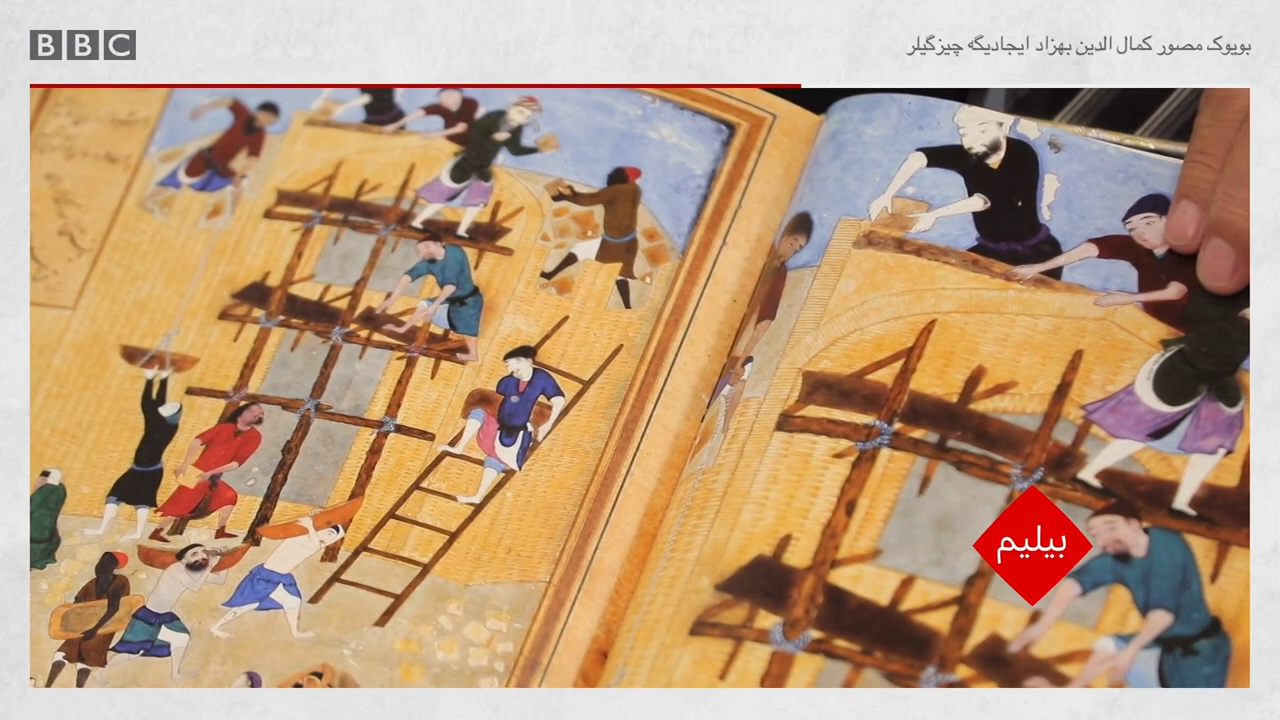 BBC
بویوک مصور کمال الدین بهزاد ایجادیگه چیزگیلر
بیلیم